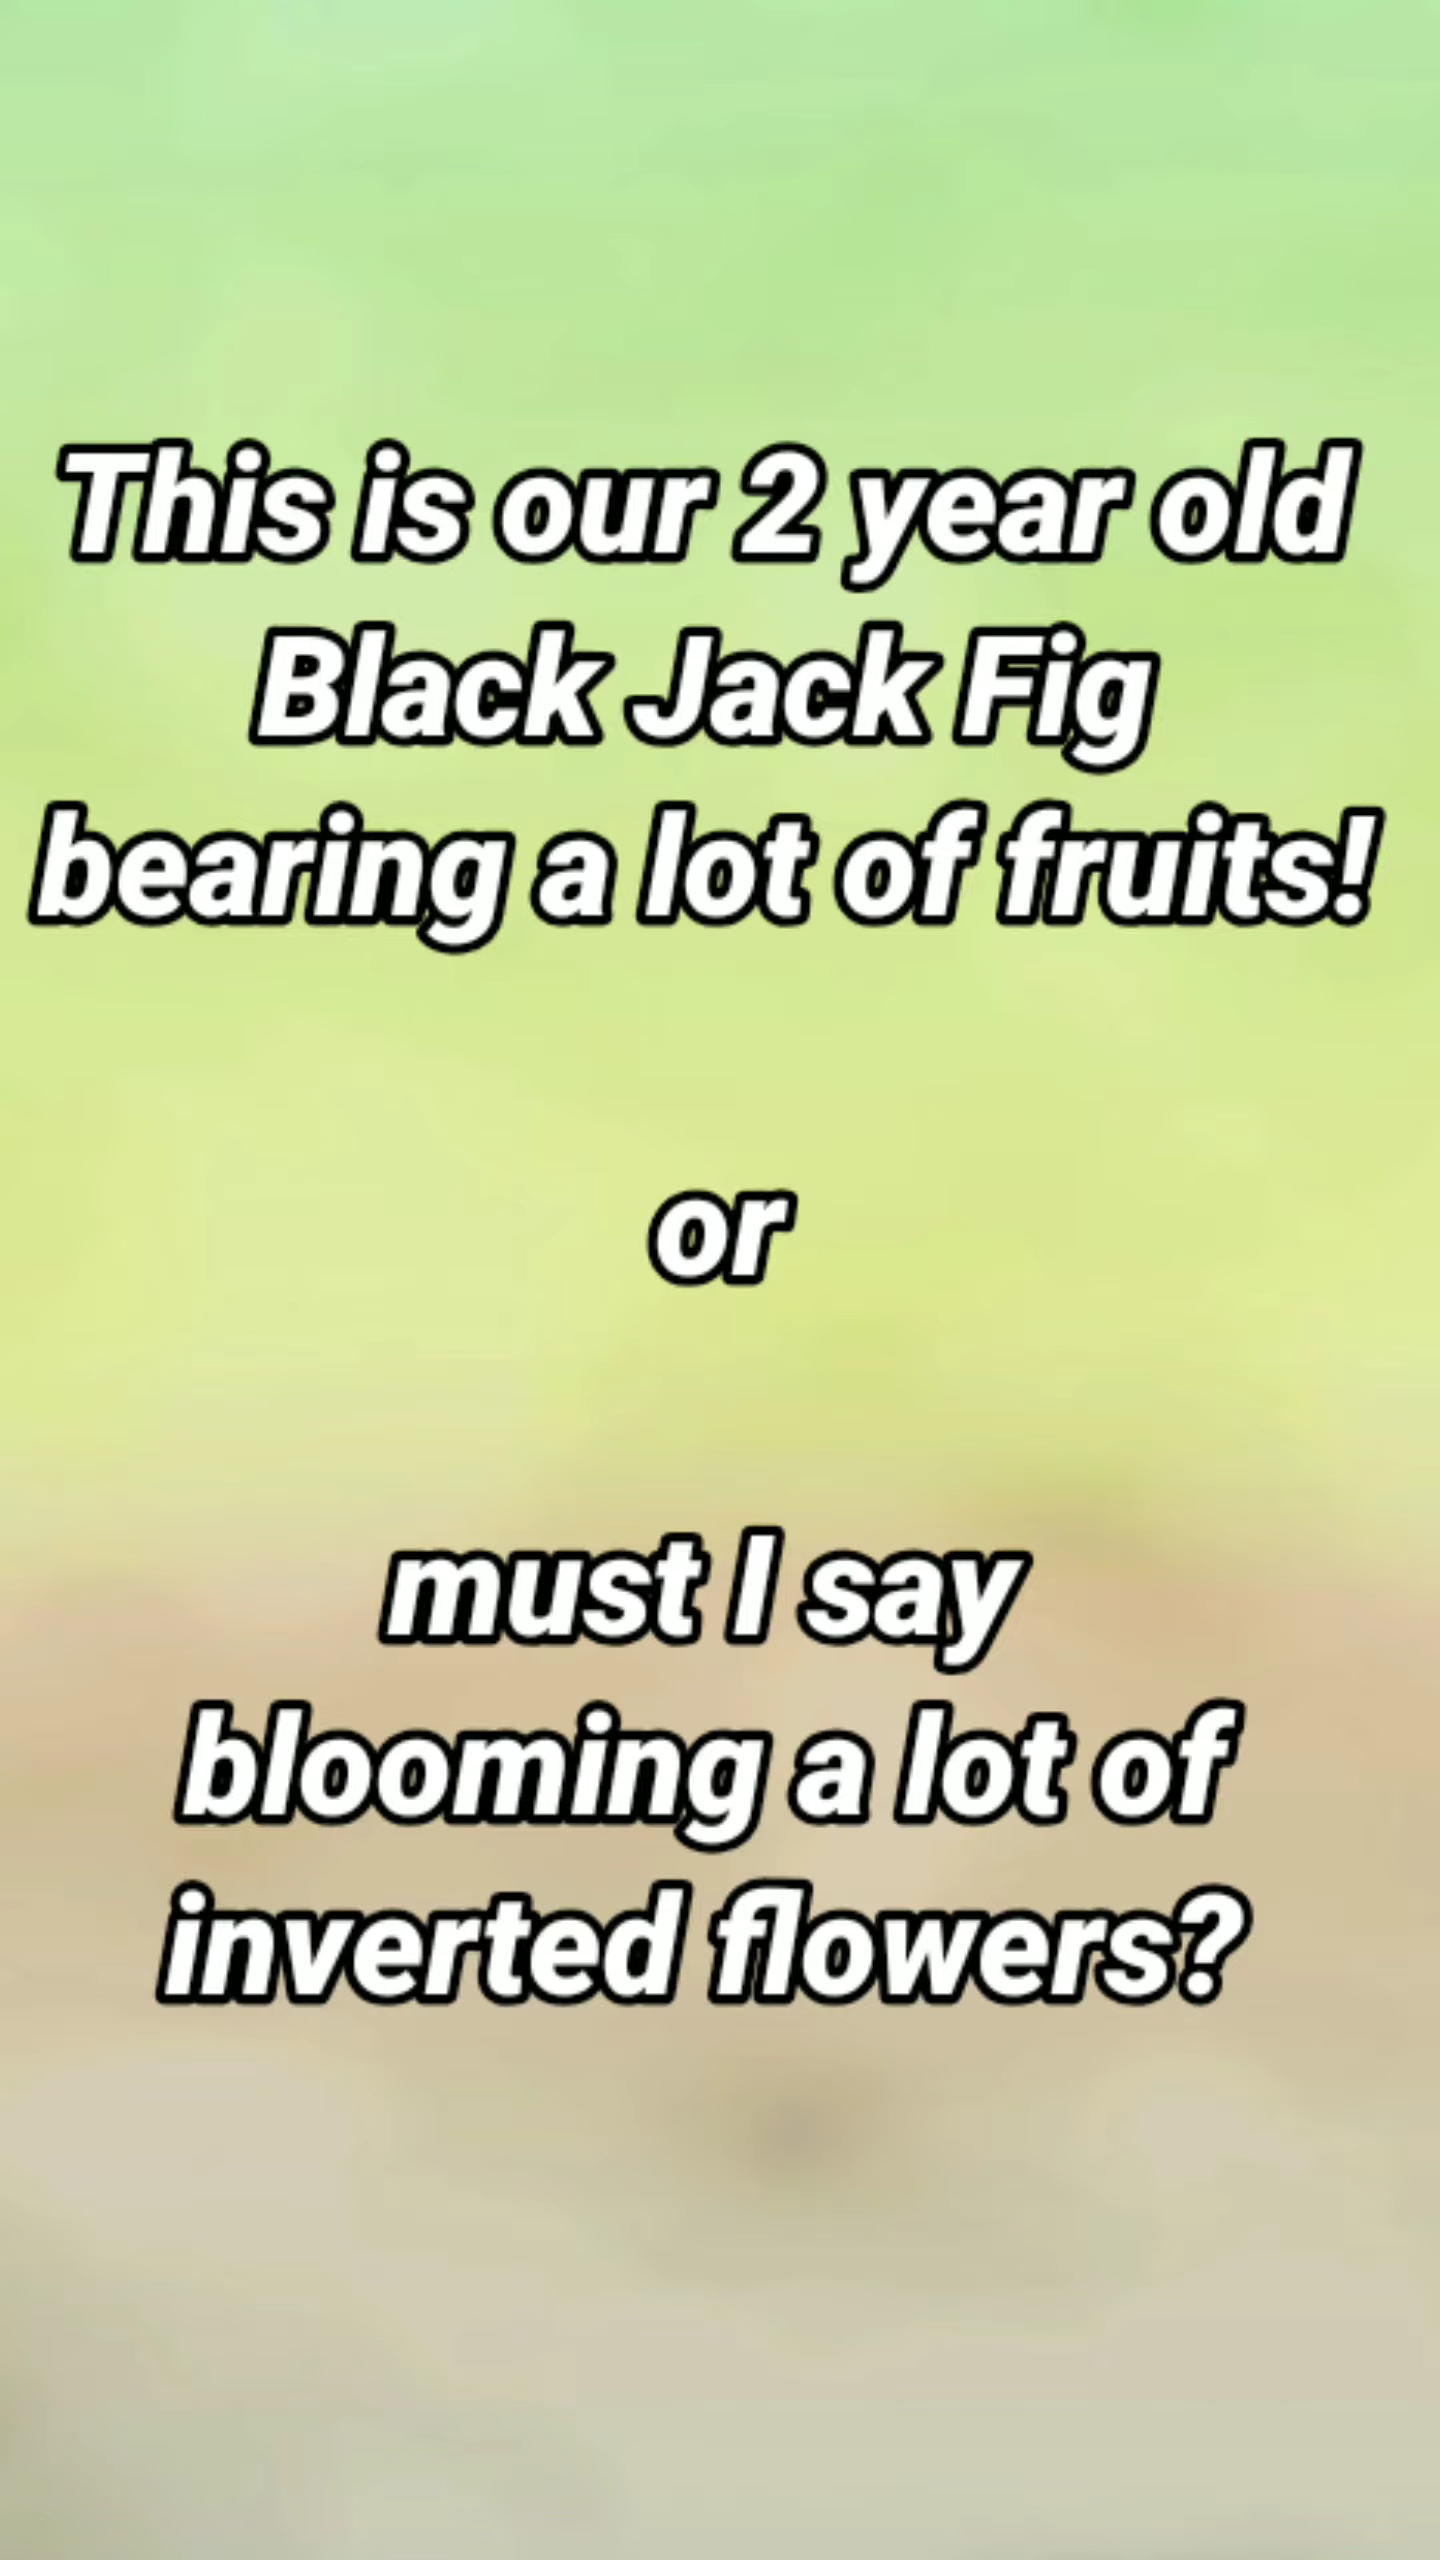 This is our 2 year old
Black Jack Fig
bearing a lot of fruits!
or
must I say
blooming a lot of
inverted flowers?